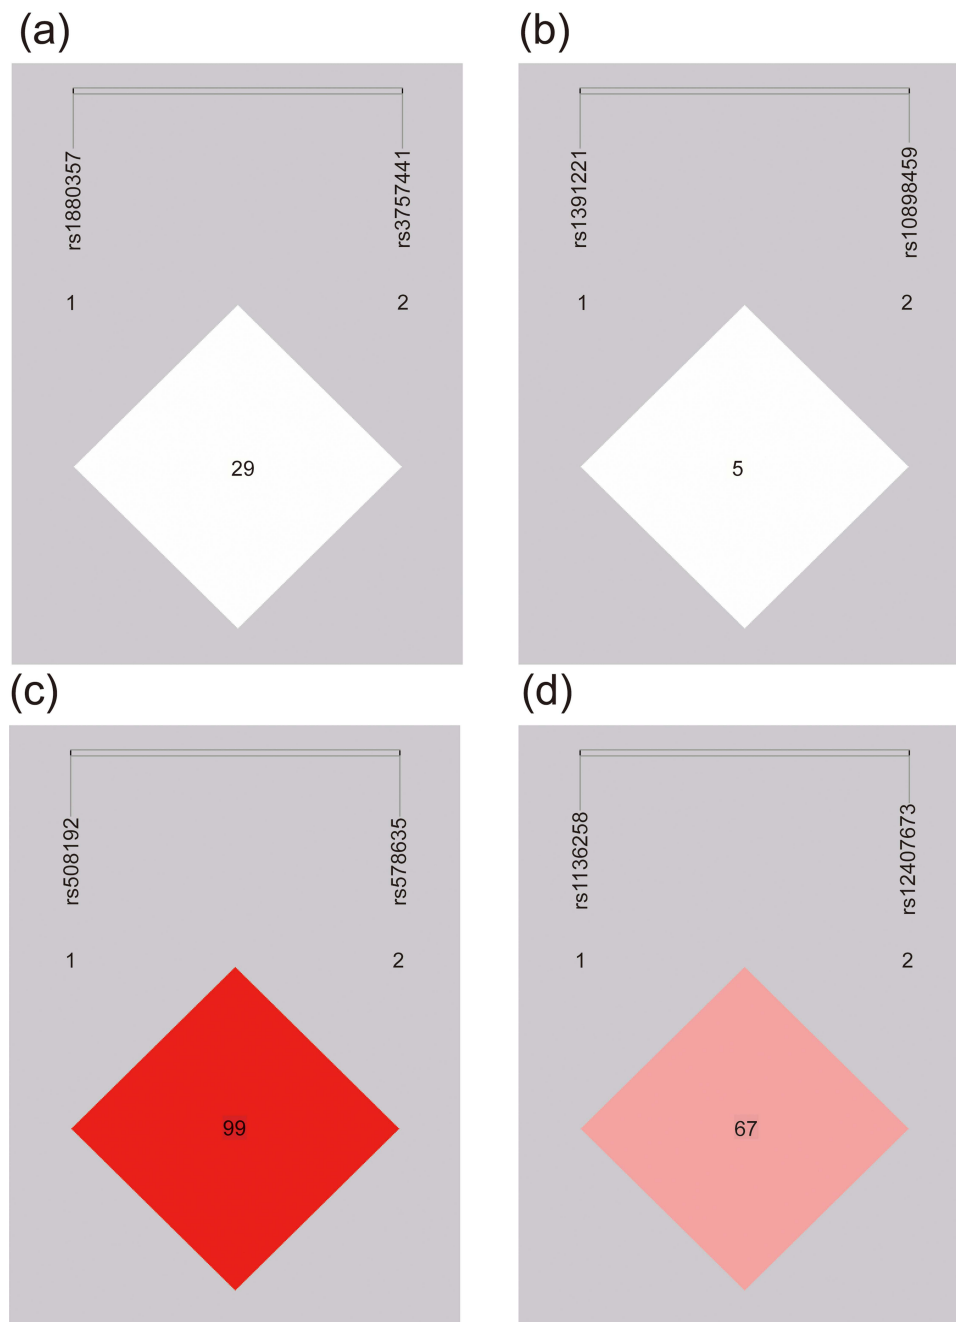 (a)
(b)
rs1880357
rs3757441
rs1391221
rs10898459
1
2
1
2
29
5
(c)
(d)
rs508192
rs578635
rs1136258
rs12407673
1
2
1
2
99
67